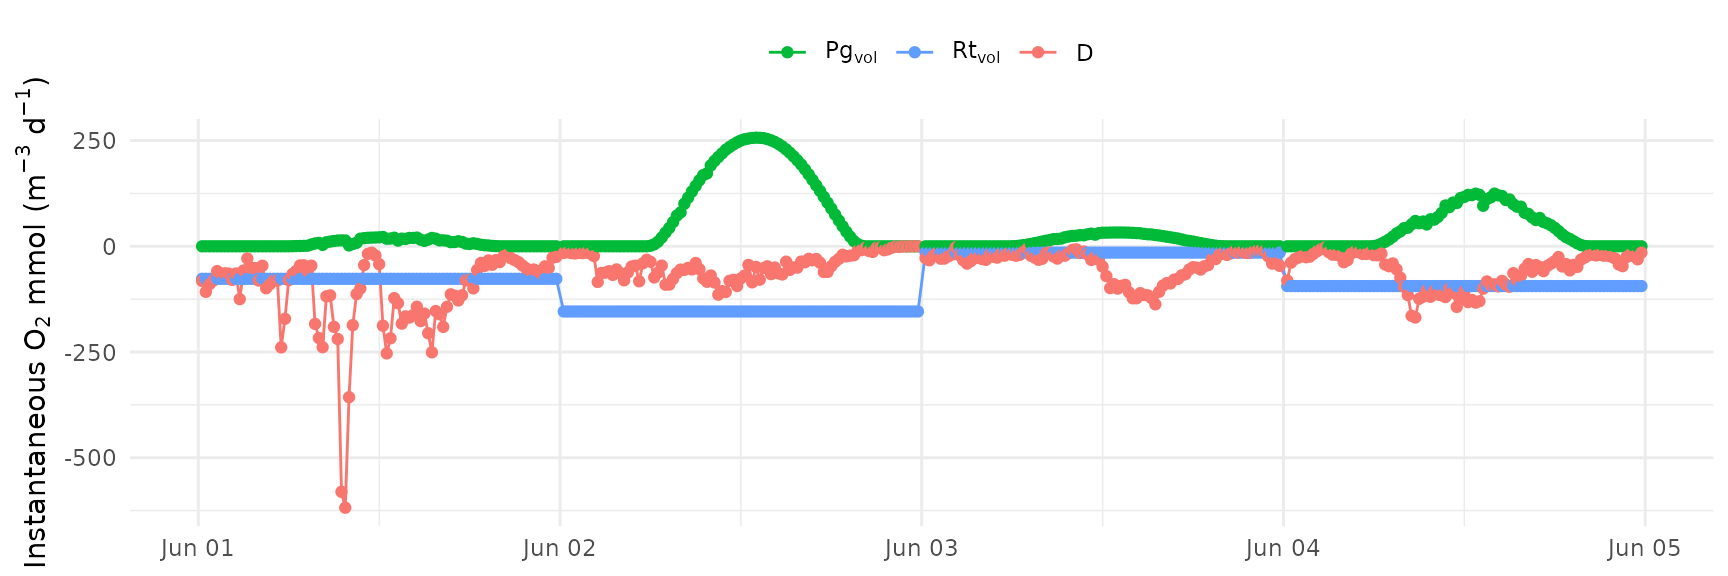 Pgvol Rtvol D
Instantaneous O₂ mmol (m⁻³ d⁻¹)
250
0
-250
-500
Jun 01 Jun 02 Jun 03 Jun 04 Jun 05